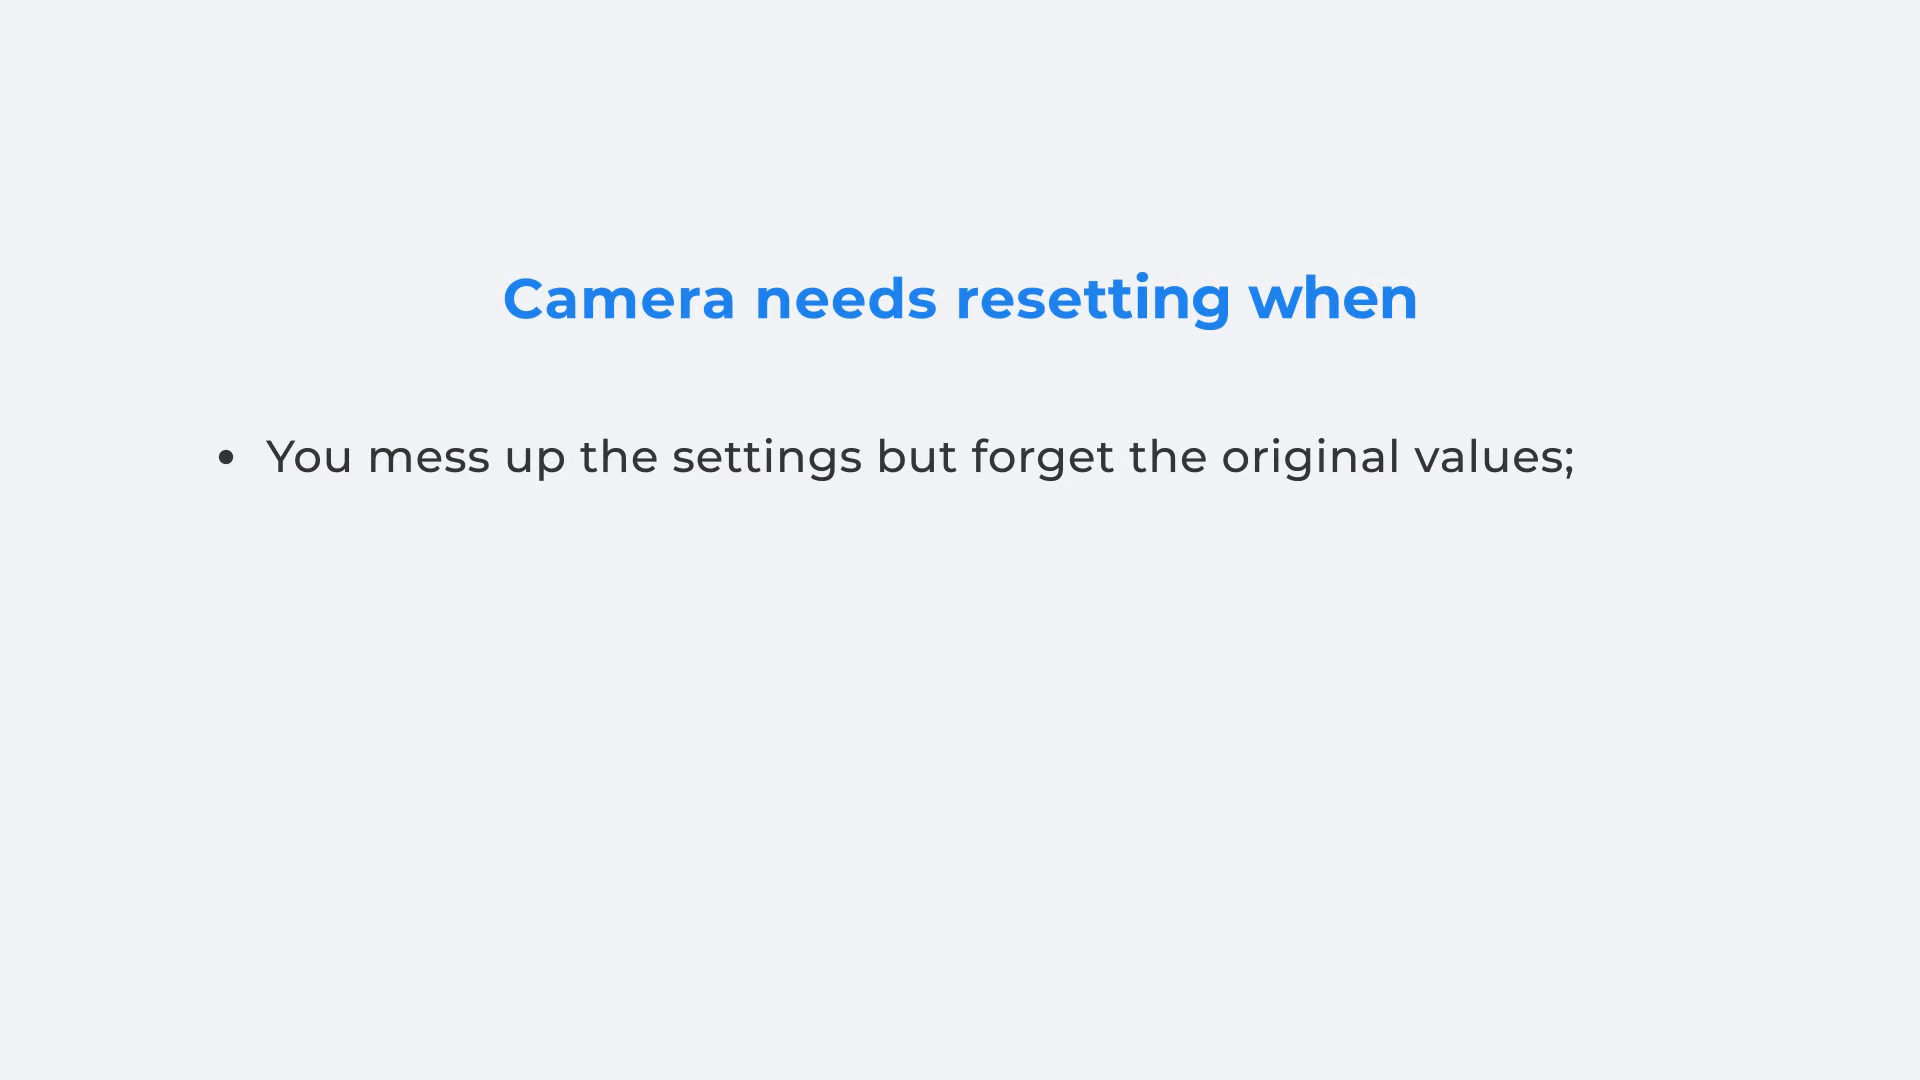 Camera needs resetting when
• You mess up the settings but forget the original values;